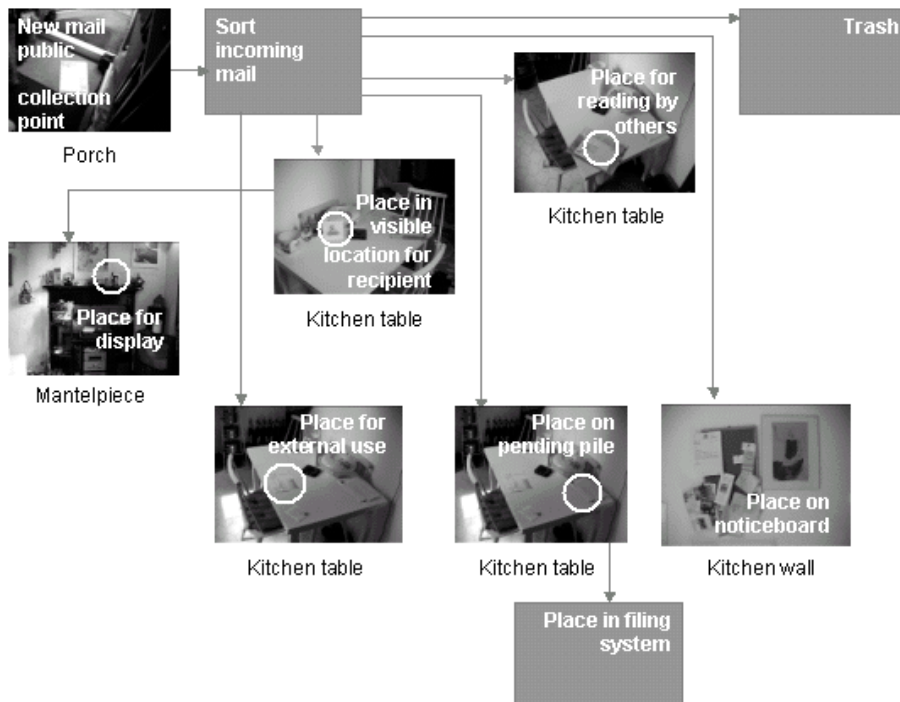 New mail
public
collection
point
Porch
Sort
incoming
mail
Trash
Place for
reading by
others
Kitchen table
Place in
visible
location for
recipient
Kitchen table
Place for
display
Mantelpiece
Place for
external use
Kitchen table
Place on
pending pile
Kitchen table
Place on
noticeboard
Kitchen wall
Place in filing
system